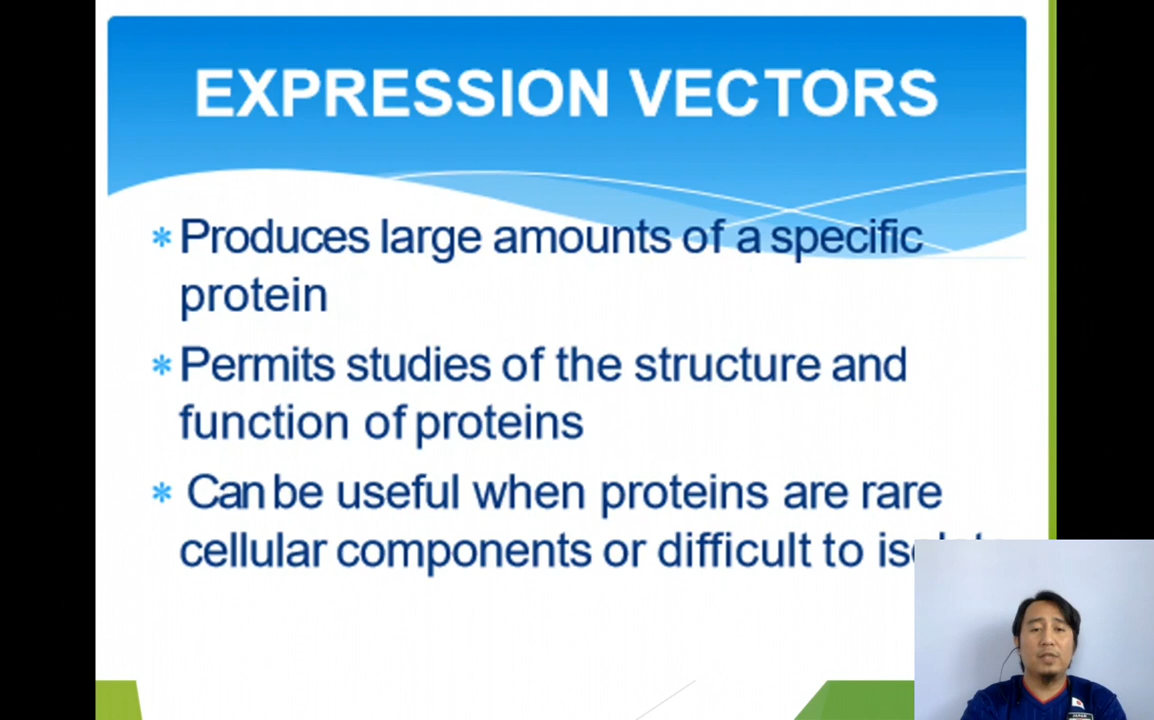 EXPRESSION VECTORS
* Produces large amounts of a specific
protein
* Permits studies of the structure and
function of proteins
* Can be useful when proteins are rare
cellular components or difficult to